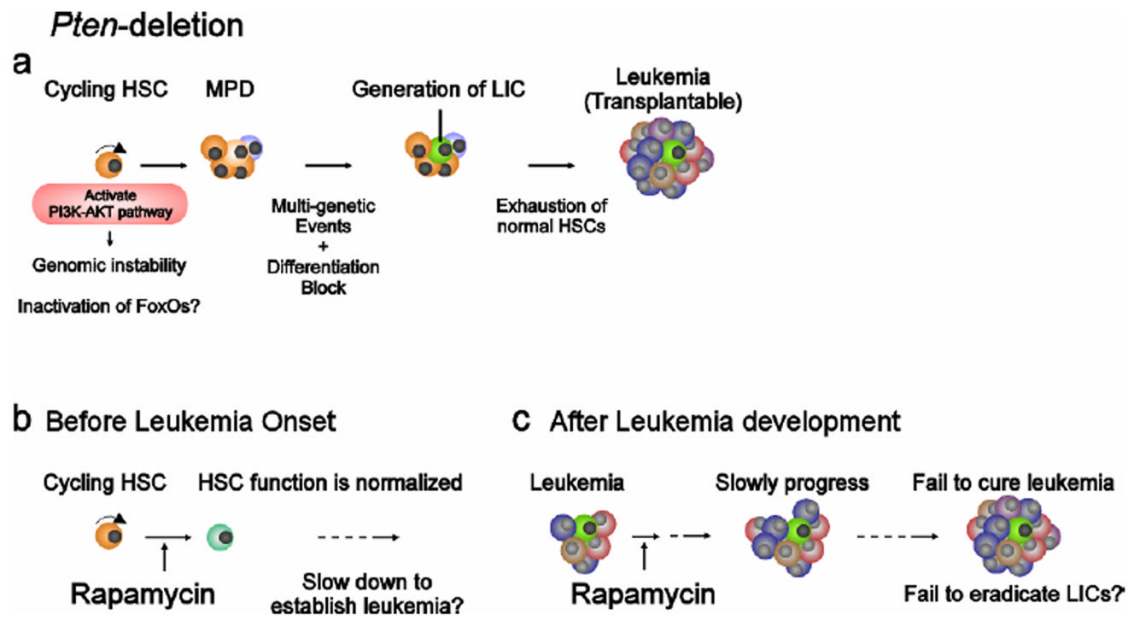 Pten-deletion
a
Cycling HSC
MPD
Generation of LIC
Leukemia
(Transplantable)
Activate
PI3K-AKT pathway
Genomic instability
Inactivation of FoxOs?
Multi-genetic
Events
+
Differentiation
Block
Exhaustion of
normal HSCs
b Before Leukemia Onset
Cycling HSC
HSC function is normalized
Rapamycin
Slow down to
establish leukemia?
c After Leukemia development
Leukemia
Slowly progress
Fail to cure leukemia
Rapamycin
Fail to eradicate LICs?